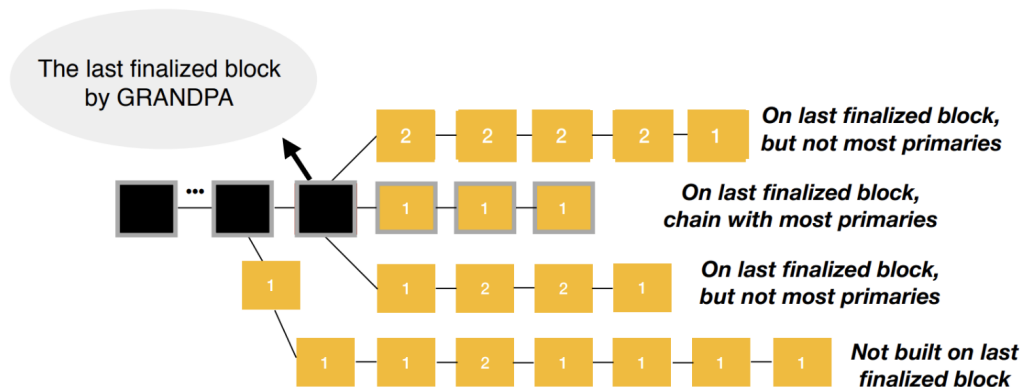 The last finalized block
by GRANDPA
2 2 2 2 1
On last finalized block,
but not most primaries
...
1 1 1
On last finalized block,
chain with most primaries
1
1 2 2 1
On last finalized block,
but not most primaries
1 1 2 1 1 1 1
Not built on last
finalized block